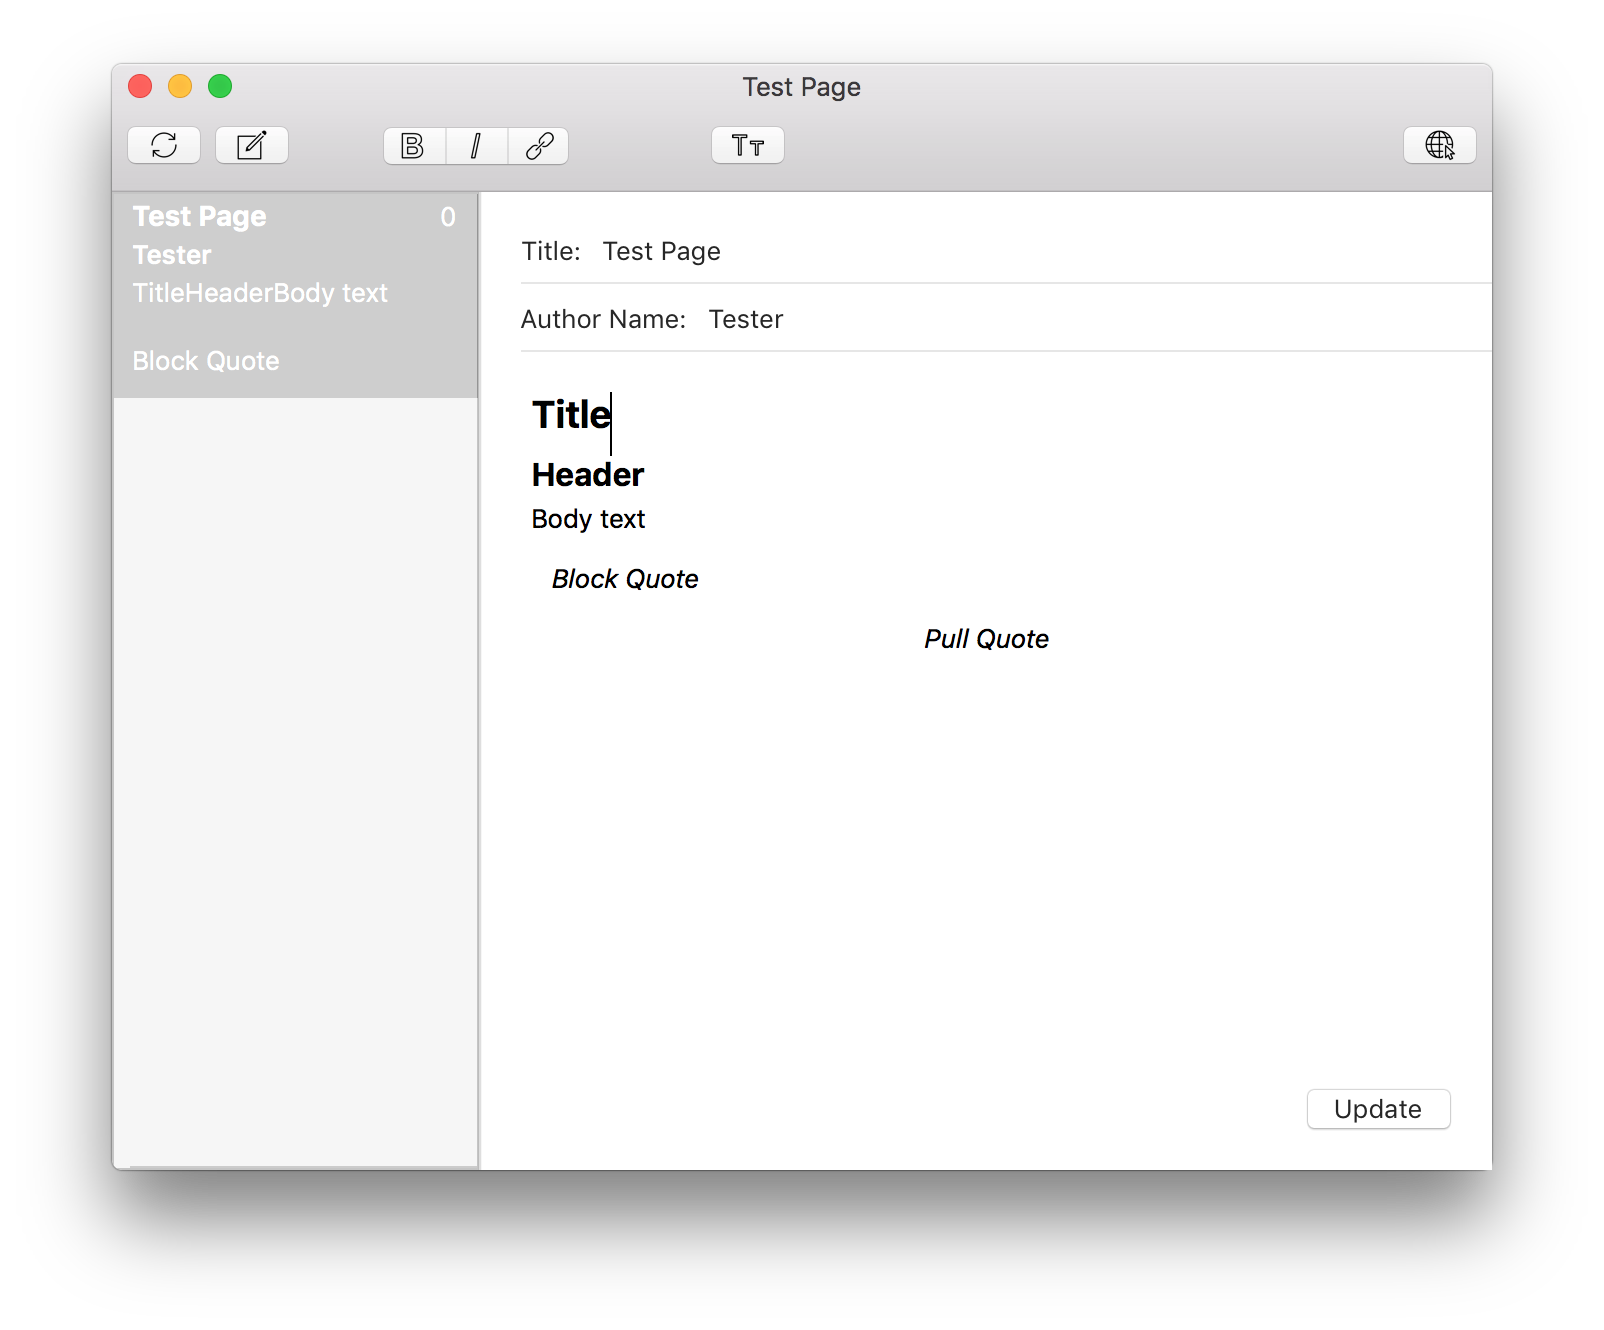 Test Page
B I
TT
Test Page 0
Tester
TitleHeaderBody text
Block Quote
Title: Test Page
Author Name: Tester
Title
Header
Body text
Block Quote
Pull Quote
Update